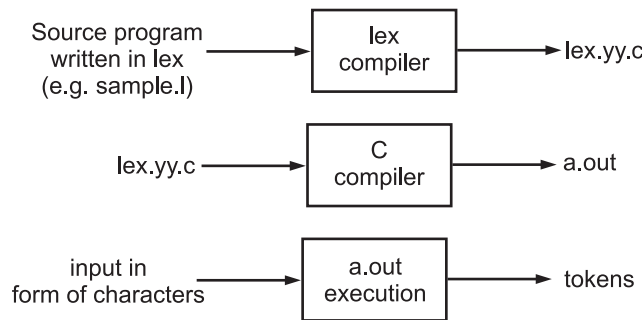 Source program
written in lex
(e.g. sample.l)
lex
compiler
lex.yy.c
lex.yy.c
C
compiler
a.out
input in
form of characters
a.out
execution
tokens